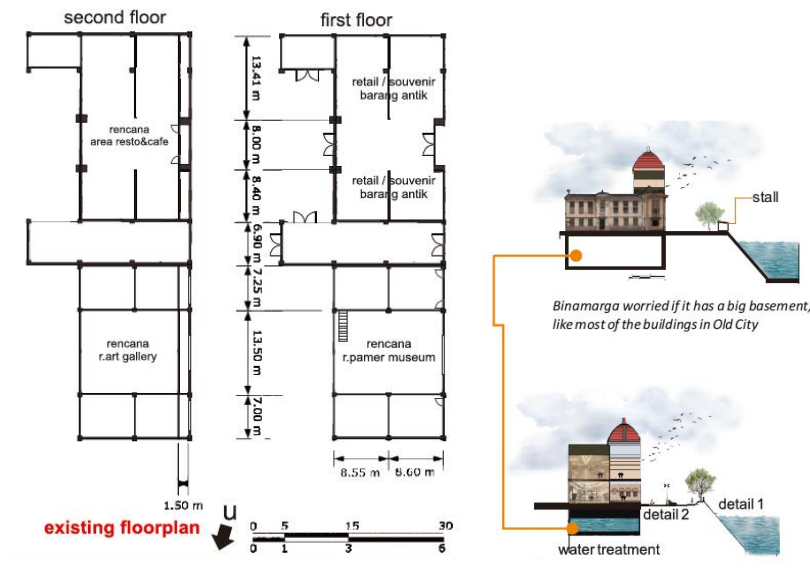 second floor
first floor
rencana
area resto&cafe
rencana
r.art gallery
1.50 m
13.41 m
8.00 m
8.40 m
6.90 m
7.25 m
13.50 m
7.00 m
retail / souvenir
barang antik
retail / souvenir
barang antik
rencana
r.pamer museum
8.55 m
8.60 m
existing floorplan
u
0 5 15 30
0 1 3 6
stall
Binamarga worried if it has a big basement,
like most of the buildings in Old City
detail 1
detail 2
water treatment